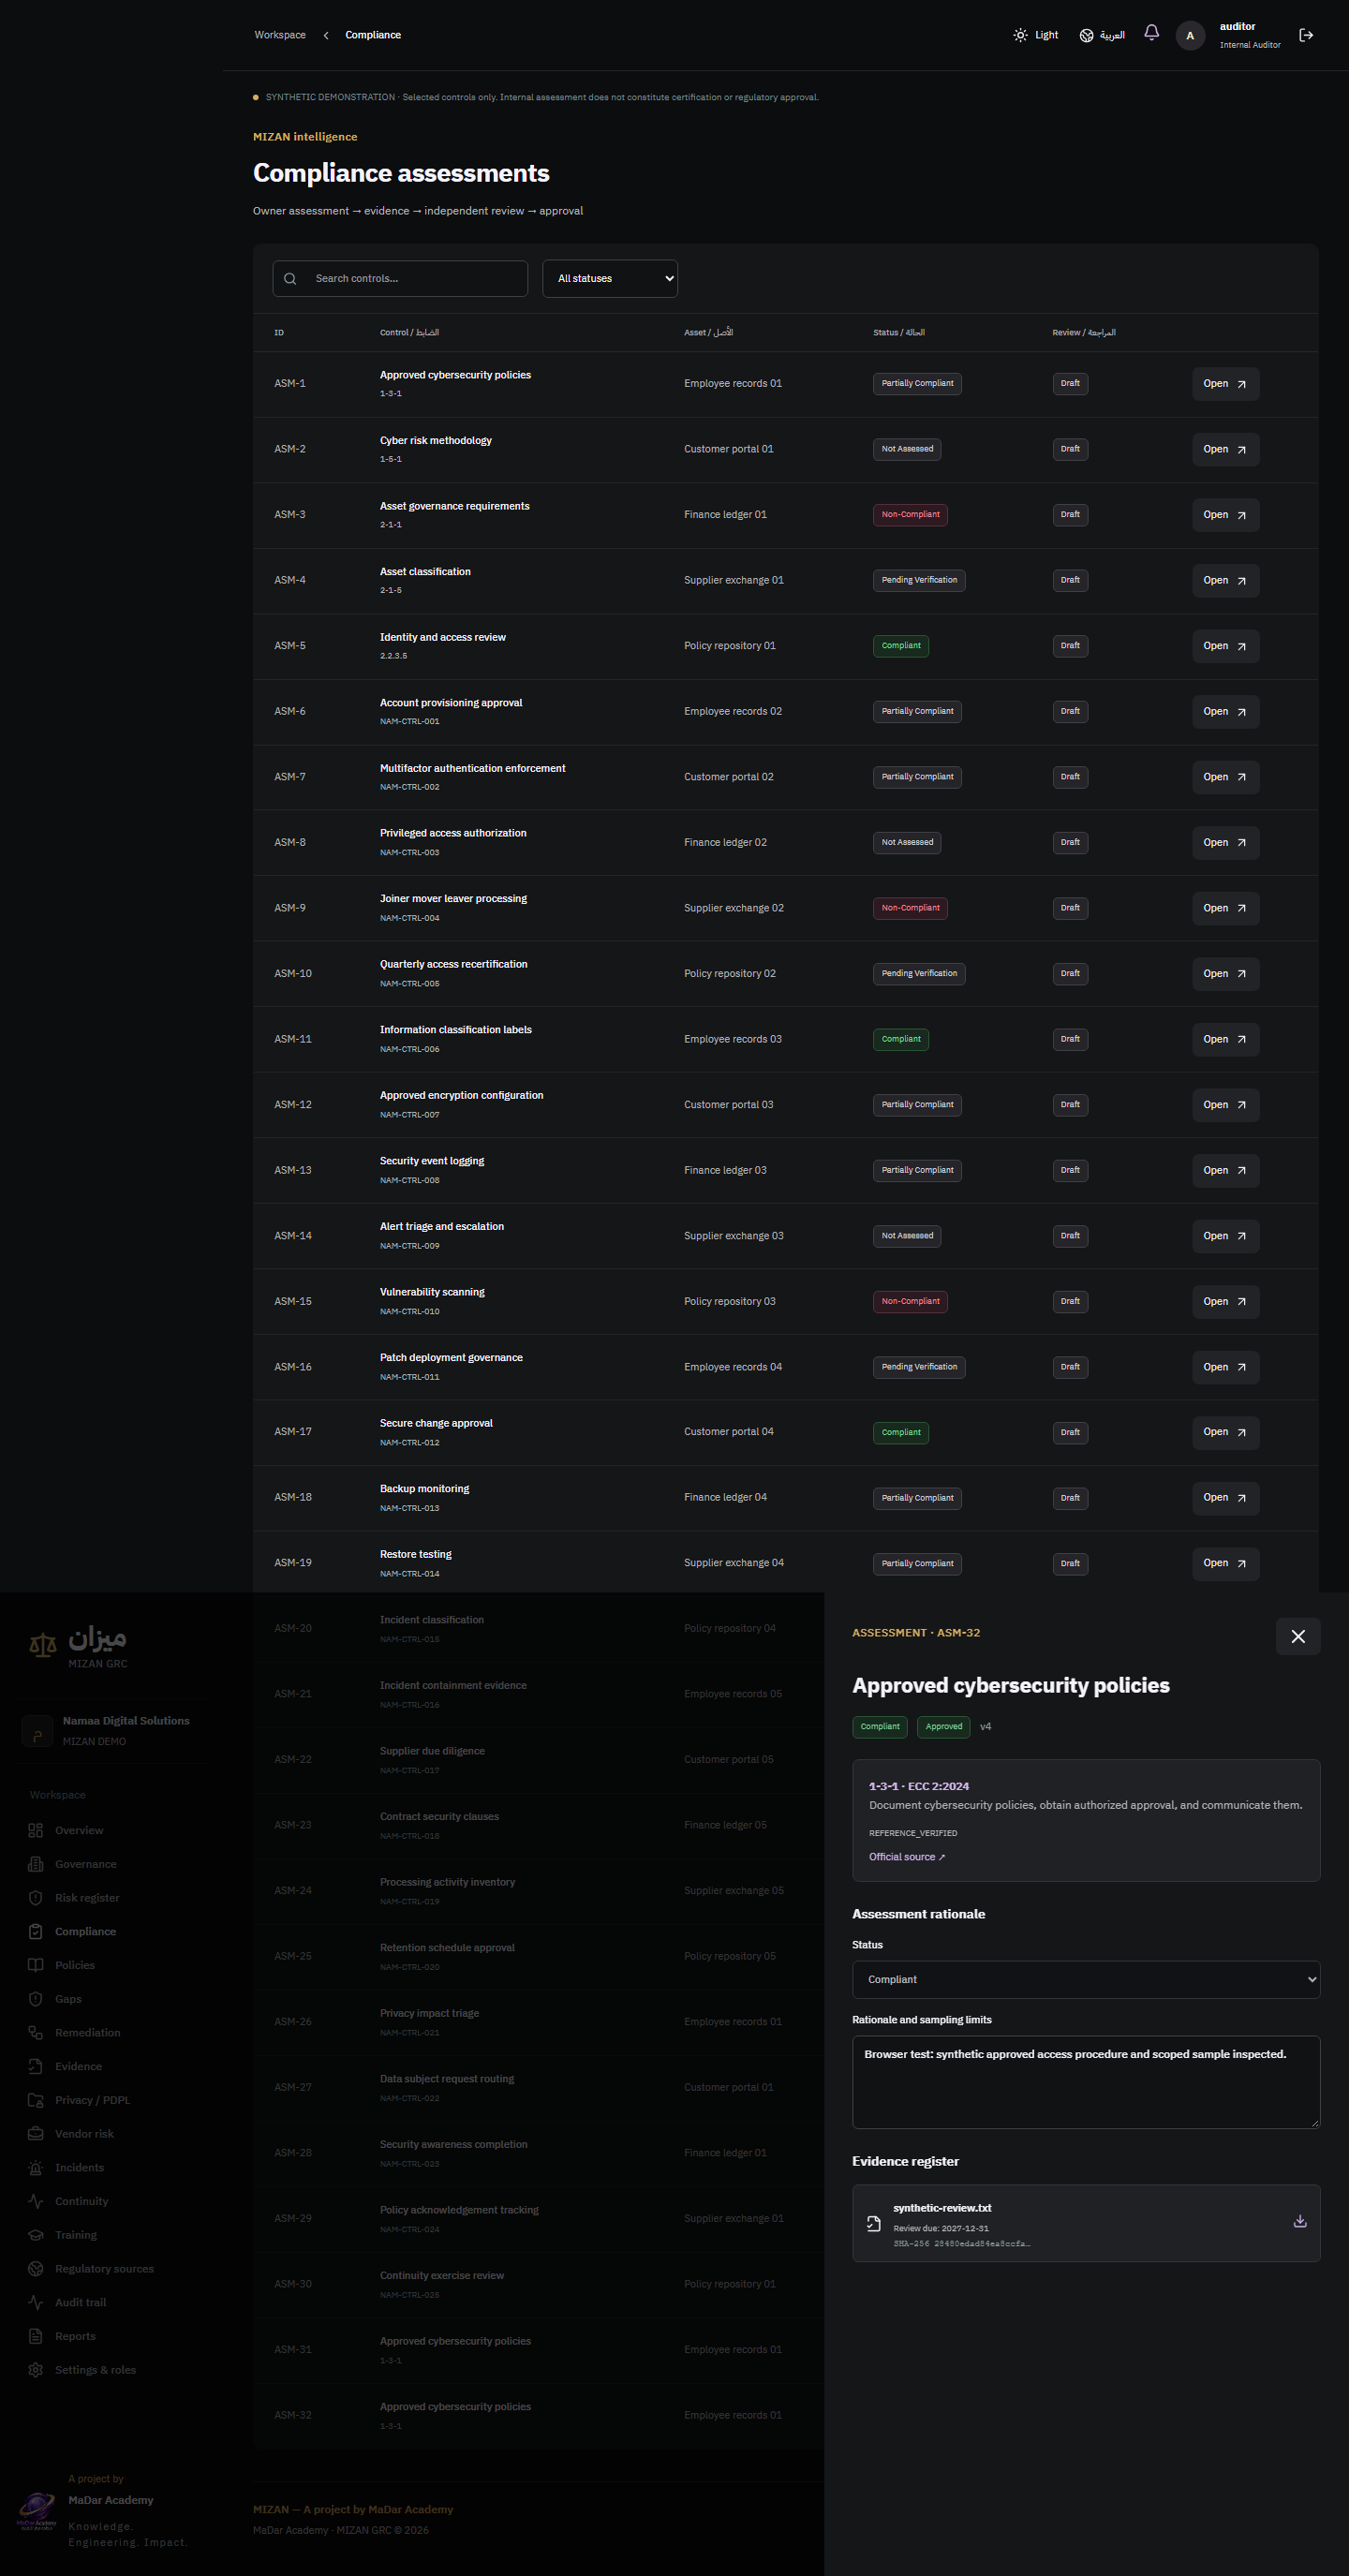 Workspace
Compliance
Light
العربية
A
auditor
Internal Auditor
SYNTHETIC DEMONSTRATION · Selected controls only. Internal assessment does not constitute certification or regulatory approval.
MIZAN intelligence
Compliance assessments
Owner assessment → evidence → independent review → approval
Search controls...
All statuses
ID Control / الضابط Asset / الأصل Status / الحالة Review / المراجعة
ASM-1 Approved cybersecurity policies Employee records 01 Partially Compliant Draft Open
1-3-1
ASM-2 Cyber risk methodology Customer portal 01 Not Assessed Draft Open
1-5-1
ASM-3 Asset governance requirements Finance ledger 01 Non-Compliant Draft Open
2-1-1
ASM-4 Asset classification Supplier exchange 01 Pending Verification Draft Open
2-1-5
ASM-5 Identity and access review Policy repository 01 Compliant Draft Open
2.2.3.5
ASM-6 Account provisioning approval Employee records 02 Partially Compliant Draft Open
NAM-CTRL-001
ASM-7 Multifactor authentication enforcement Customer portal 02 Partially Compliant Draft Open
NAM-CTRL-002
ASM-8 Privileged access authorization Finance ledger 02 Not Assessed Draft Open
NAM-CTRL-003
ASM-9 Joiner mover leaver processing Supplier exchange 02 Non-Compliant Draft Open
NAM-CTRL-004
ASM-10 Quarterly access recertification Policy repository 02 Pending Verification Draft Open
NAM-CTRL-005
ASM-11 Information classification labels Employee records 03 Compliant Draft Open
NAM-CTRL-006
ASM-12 Approved encryption configuration Customer portal 03 Partially Compliant Draft Open
NAM-CTRL-007
ASM-13 Security event logging Finance ledger 03 Partially Compliant Draft Open
NAM-CTRL-008
ASM-14 Alert triage and escalation Supplier exchange 03 Not Assessed Draft Open
NAM-CTRL-009
ASM-15 Vulnerability scanning Policy repository 03 Non-Compliant Draft Open
NAM-CTRL-010
ASM-16 Patch deployment governance Employee records 04 Pending Verification Draft Open
NAM-CTRL-011
ASM-17 Secure change approval Customer portal 04 Compliant Draft Open
NAM-CTRL-012
ASM-18 Backup monitoring Finance ledger 04 Partially Compliant Draft Open
NAM-CTRL-013
ASM-19 Restore testing Supplier exchange 04 Partially Compliant Draft Open
NAM-CTRL-014
ASM-20 Incident classification Policy repository 04
NAM-CTRL-015
ASM-21 Incident containment evidence Employee records 05
NAM-CTRL-016
ASM-22 Supplier due diligence Customer portal 05
NAM-CTRL-017
ASM-23 Contract security clauses Finance ledger 05
NAM-CTRL-018
ASM-24 Processing activity inventory Supplier exchange 05
NAM-CTRL-019
ASM-25 Retention schedule approval Policy repository 05
NAM-CTRL-020
ASM-26 Privacy impact triage Employee records 01
NAM-CTRL-021
ASM-27 Data subject request routing Customer portal 01
NAM-CTRL-022
ASM-28 Security awareness completion Finance ledger 01
NAM-CTRL-023
ASM-29 Policy acknowledgement tracking Supplier exchange 01
NAM-CTRL-024
ASM-30 Continuity exercise review Policy repository 01
NAM-CTRL-025
ASM-31 Approved cybersecurity policies Employee records 01
1-3-1
ASM-32 Approved cybersecurity policies Employee records 01
1-3-1
MIZAN — A project by MaDar Academy
MaDar Academy · MIZAN GRC © 2026
ميزان
MIZAN GRC
Namaa Digital Solutions
MIZAN DEMO
Workspace
Overview
Governance
Risk register
Compliance
Policies
Gaps
Remediation
Evidence
Privacy / PDPL
Vendor risk
Incidents
Continuity
Training
Regulatory sources
Audit trail
Reports
Settings & roles
A project by
MaDar Academy
Knowledge.
Engineering. Impact.
ASSESSMENT · ASM-32
Approved cybersecurity policies
Compliant Approved v4
1-3-1 · ECC 2:2024
Document cybersecurity policies, obtain authorized approval, and communicate them.
REFERENCE_VERIFIED
Official source ↗
Assessment rationale
Status
Compliant
Rationale and sampling limits
Browser test: synthetic approved access procedure and scoped sample inspected.
Evidence register
synthetic-review.txt
Review due: 2027-12-31
SHA-256